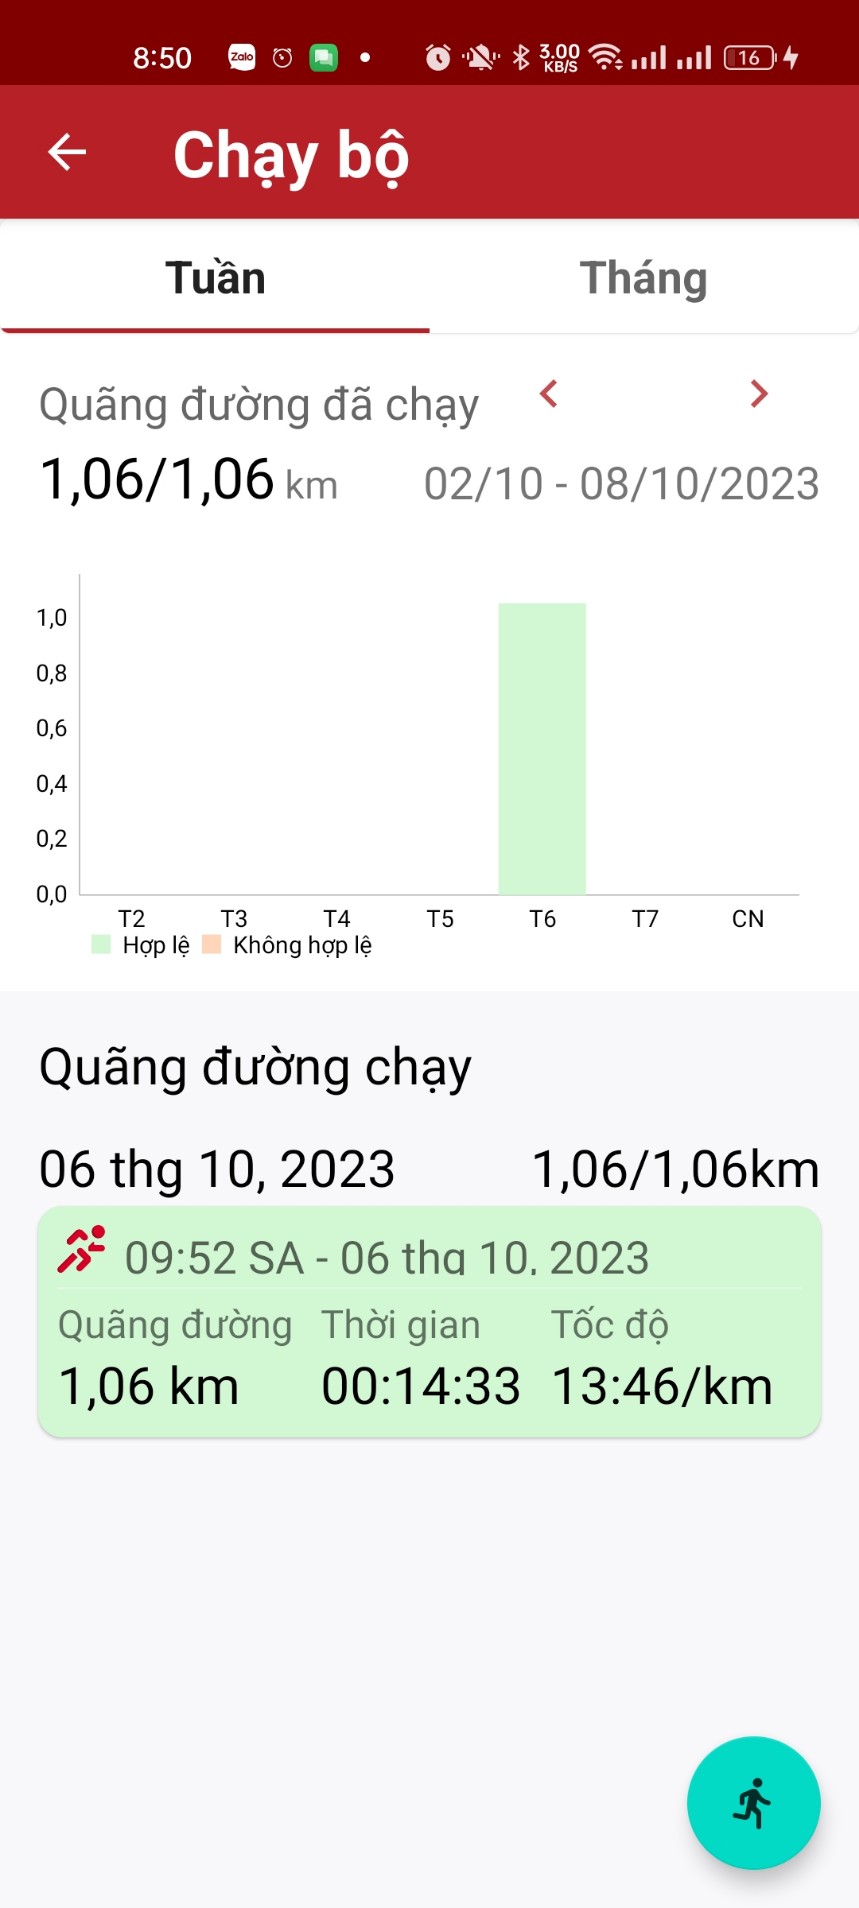 8:50 Zalo 3.00 KB/S 16
Chạy bộ
Tuần Tháng
Quãng đường đã chạy
1,06/1,06 km 02/10 - 08/10/2023
1,0
0,8
0,6
0,4
0,2
0,0
T2 T3 T4 T5 T6 T7 CN
Hợp lệ Không hợp lệ
Quãng đường chạy
06 thg 10, 2023 1,06/1,06km
09:52 SA - 06 thg 10, 2023
Quãng đường Thời gian Tốc độ
1,06 km 00:14:33 13:46/km